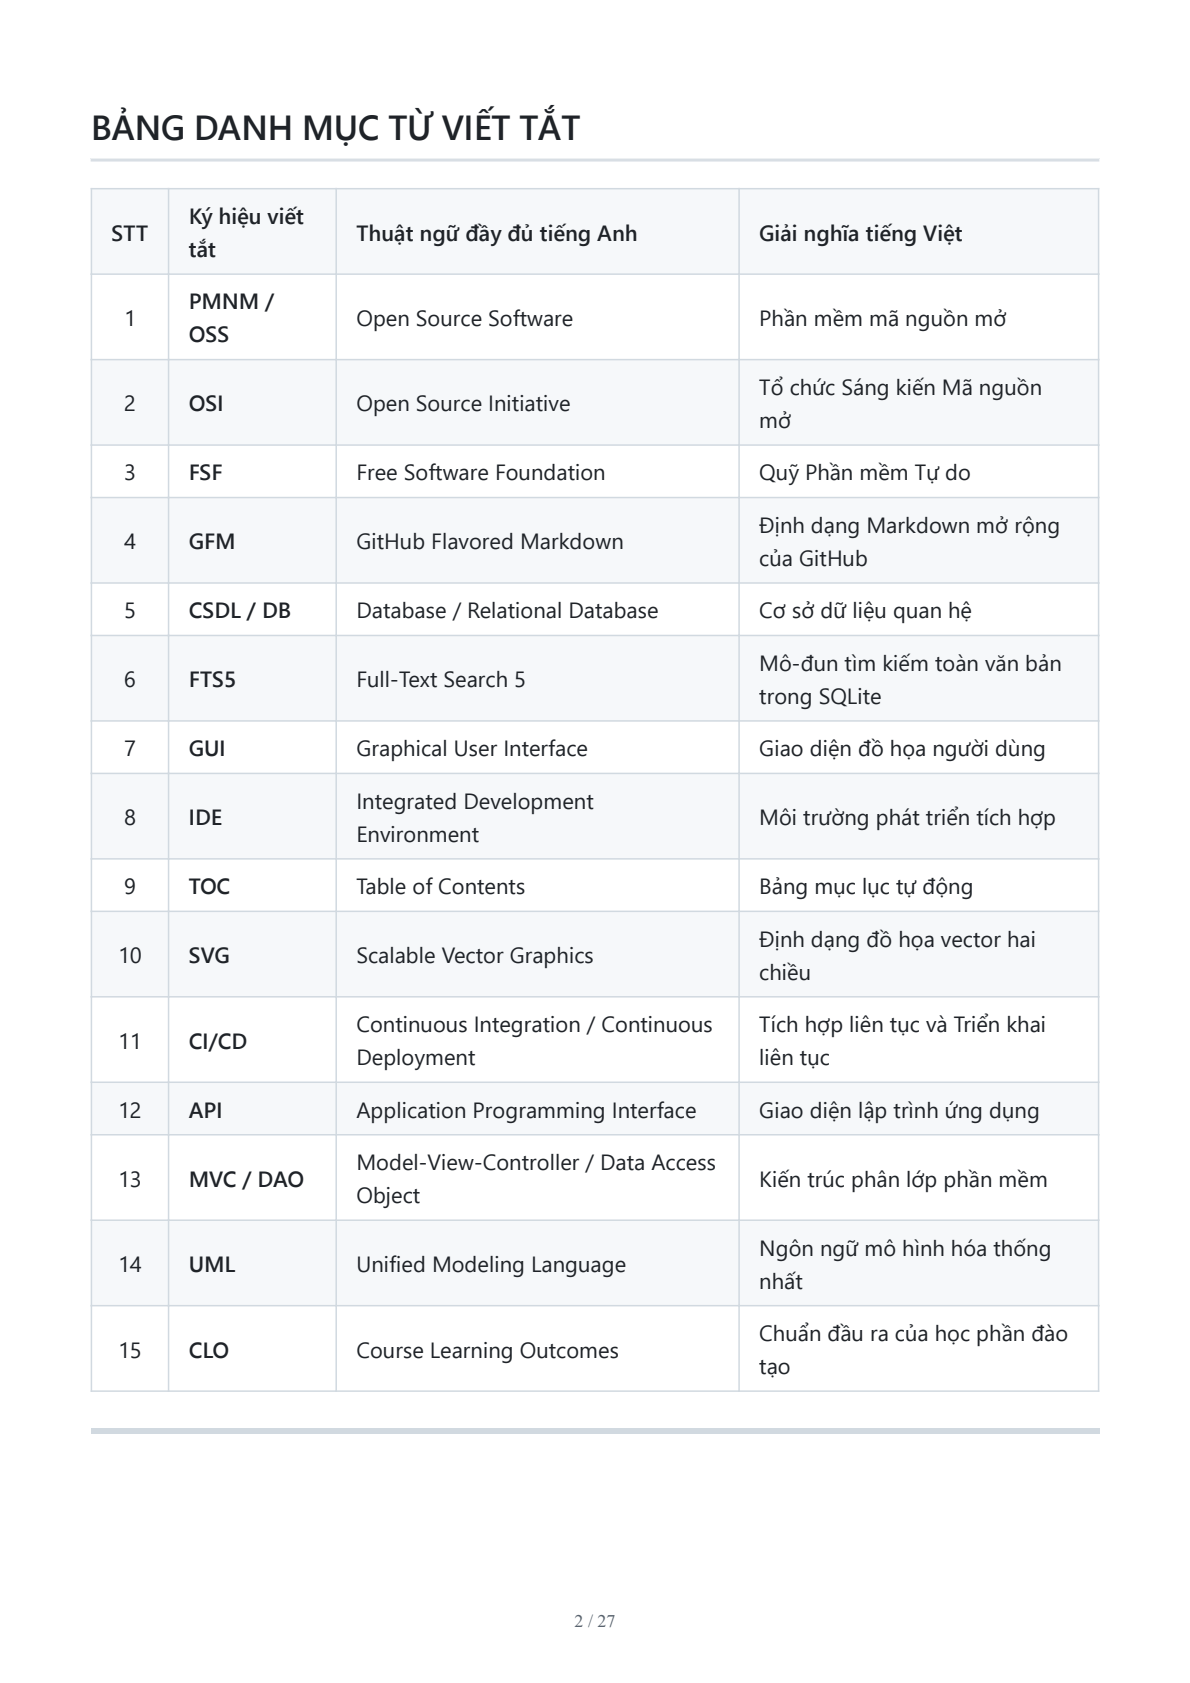 BẢNG DANH MỤC TỪ VIẾT TẮT
STT
Ký hiệu viết
tắt
Thuật ngữ đầy đủ tiếng Anh
Giải nghĩa tiếng Việt
1
PMNM /
OSS
Open Source Software
Phần mềm mã nguồn mở
2
OSI
Open Source Initiative
Tổ chức Sáng kiến Mã nguồn
mở
3
FSF
Free Software Foundation
Quỹ Phần mềm Tự do
4
GFM
GitHub Flavored Markdown
Định dạng Markdown mở rộng
của GitHub
5
CSDL / DB
Database / Relational Database
Cơ sở dữ liệu quan hệ
6
FTS5
Full-Text Search 5
Mô-đun tìm kiếm toàn văn bản
trong SQLite
7
GUI
Graphical User Interface
Giao diện đồ họa người dùng
8
IDE
Integrated Development
Environment
Môi trường phát triển tích hợp
9
TOC
Table of Contents
Bảng mục lục tự động
10
SVG
Scalable Vector Graphics
Định dạng đồ họa vector hai
chiều
11
CI/CD
Continuous Integration / Continuous
Deployment
Tích hợp liên tục và Triển khai
liên tục
12
API
Application Programming Interface
Giao diện lập trình ứng dụng
13
MVC / DAO
Model-View-Controller / Data Access
Object
Kiến trúc phân lớp phần mềm
14
UML
Unified Modeling Language
Ngôn ngữ mô hình hóa thống
nhất
15
CLO
Course Learning Outcomes
Chuẩn đầu ra của học phần đào
tạo
2 / 27